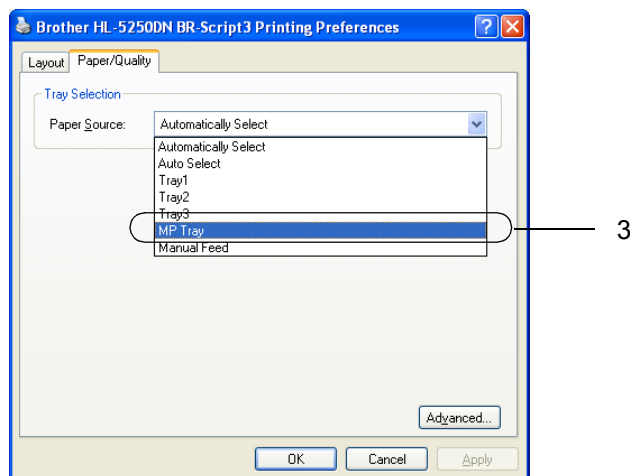 Brother HL-5250DN BR-Script3 Printing Preferences
Layout Paper/Quality
Tray Selection
Paper Source: Automatically Select
Automatically Select
Auto Select
Tray1
Tray2
Tray3
MP Tray
Manual Feed
3
Advanced...
OK Cancel Apply